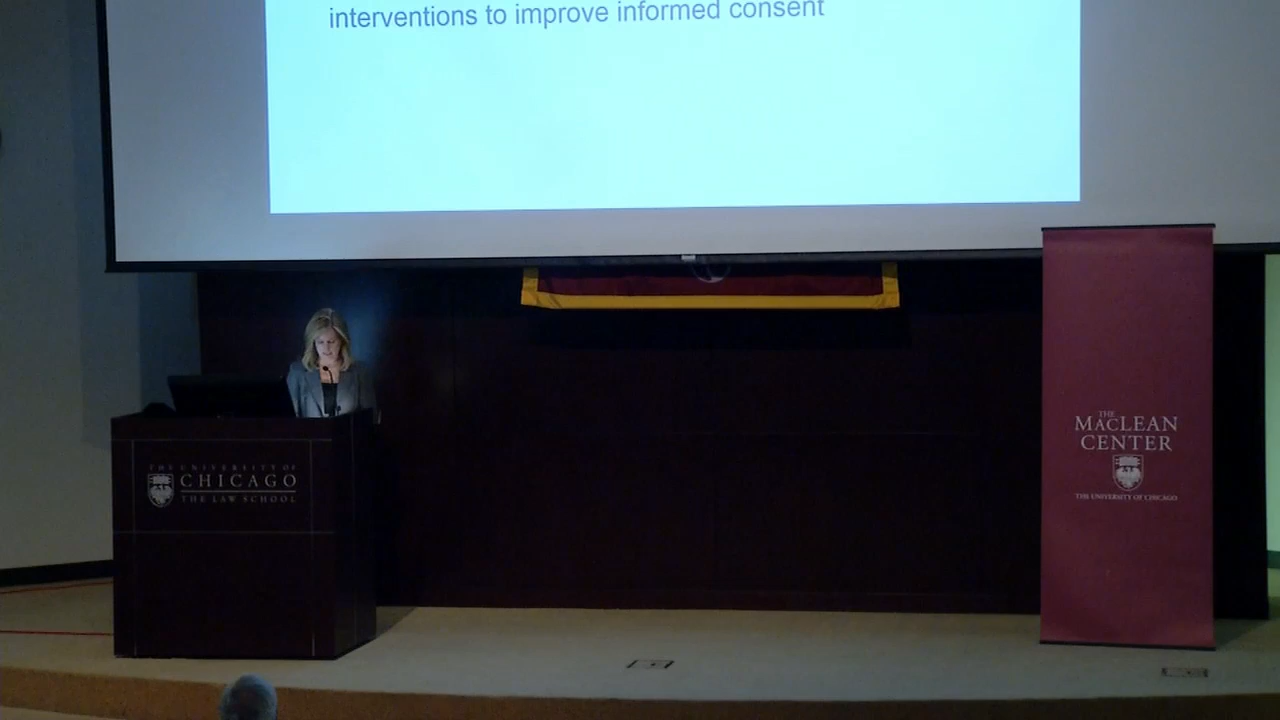 interventions to improve informed consent
THE UNIVERSITY OF
CHICAGO
THE LAW SCHOOL
THE
MACLEAN
CENTER
THE UNIVERSITY OF CHICAGO